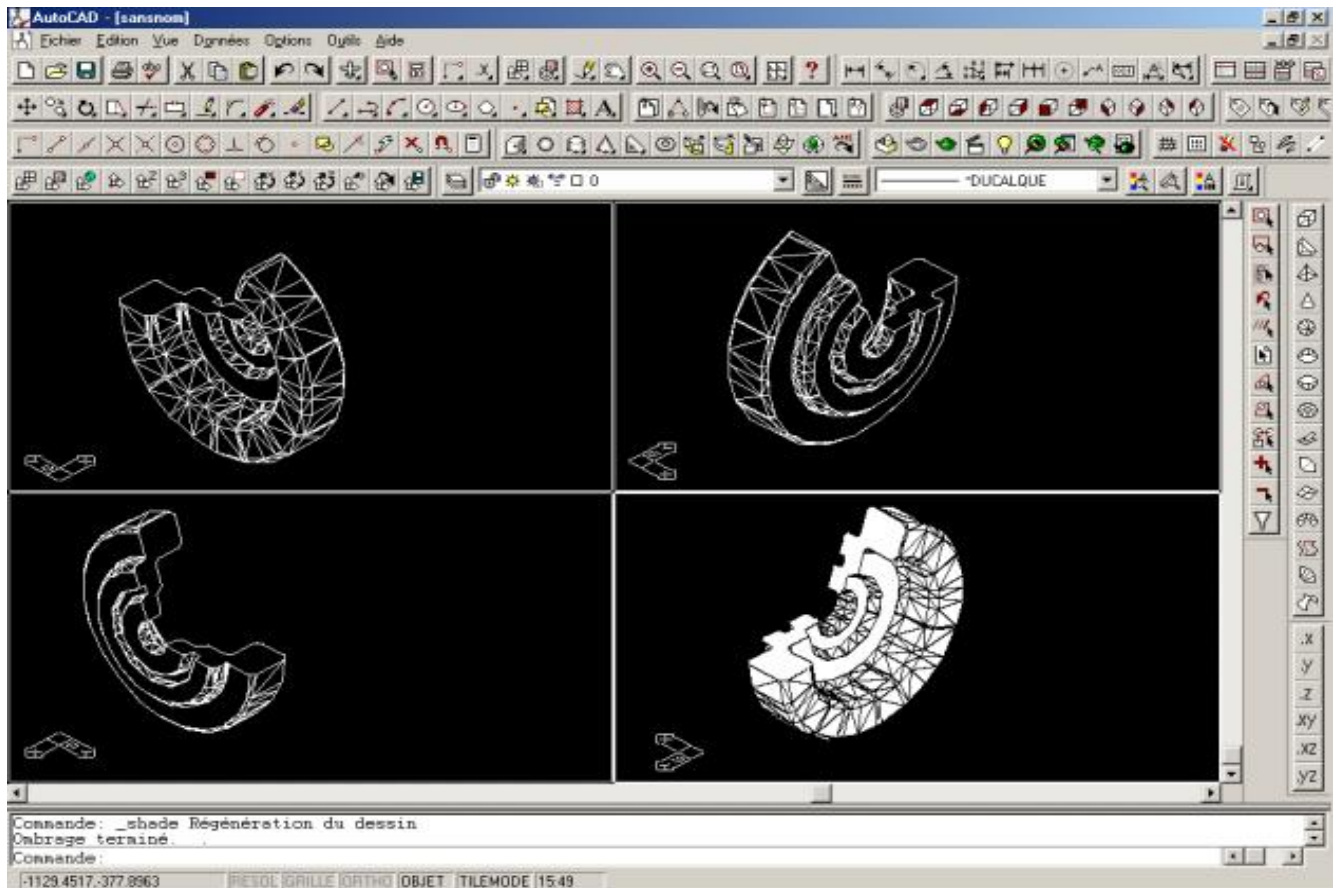 AutoCAD - [sansnom]
Fichier Edition Vue Données Options Outils Aide
0 DUCALQUE
.x
.y
.z
.xy
.xz
.yz
Commande: _shade Régénération du dessin
Ombrage terminé.
Commande:
-1129.4517,-377.8963 RESOL GRILLE ORTHO OBJET TILEMODE 15:49